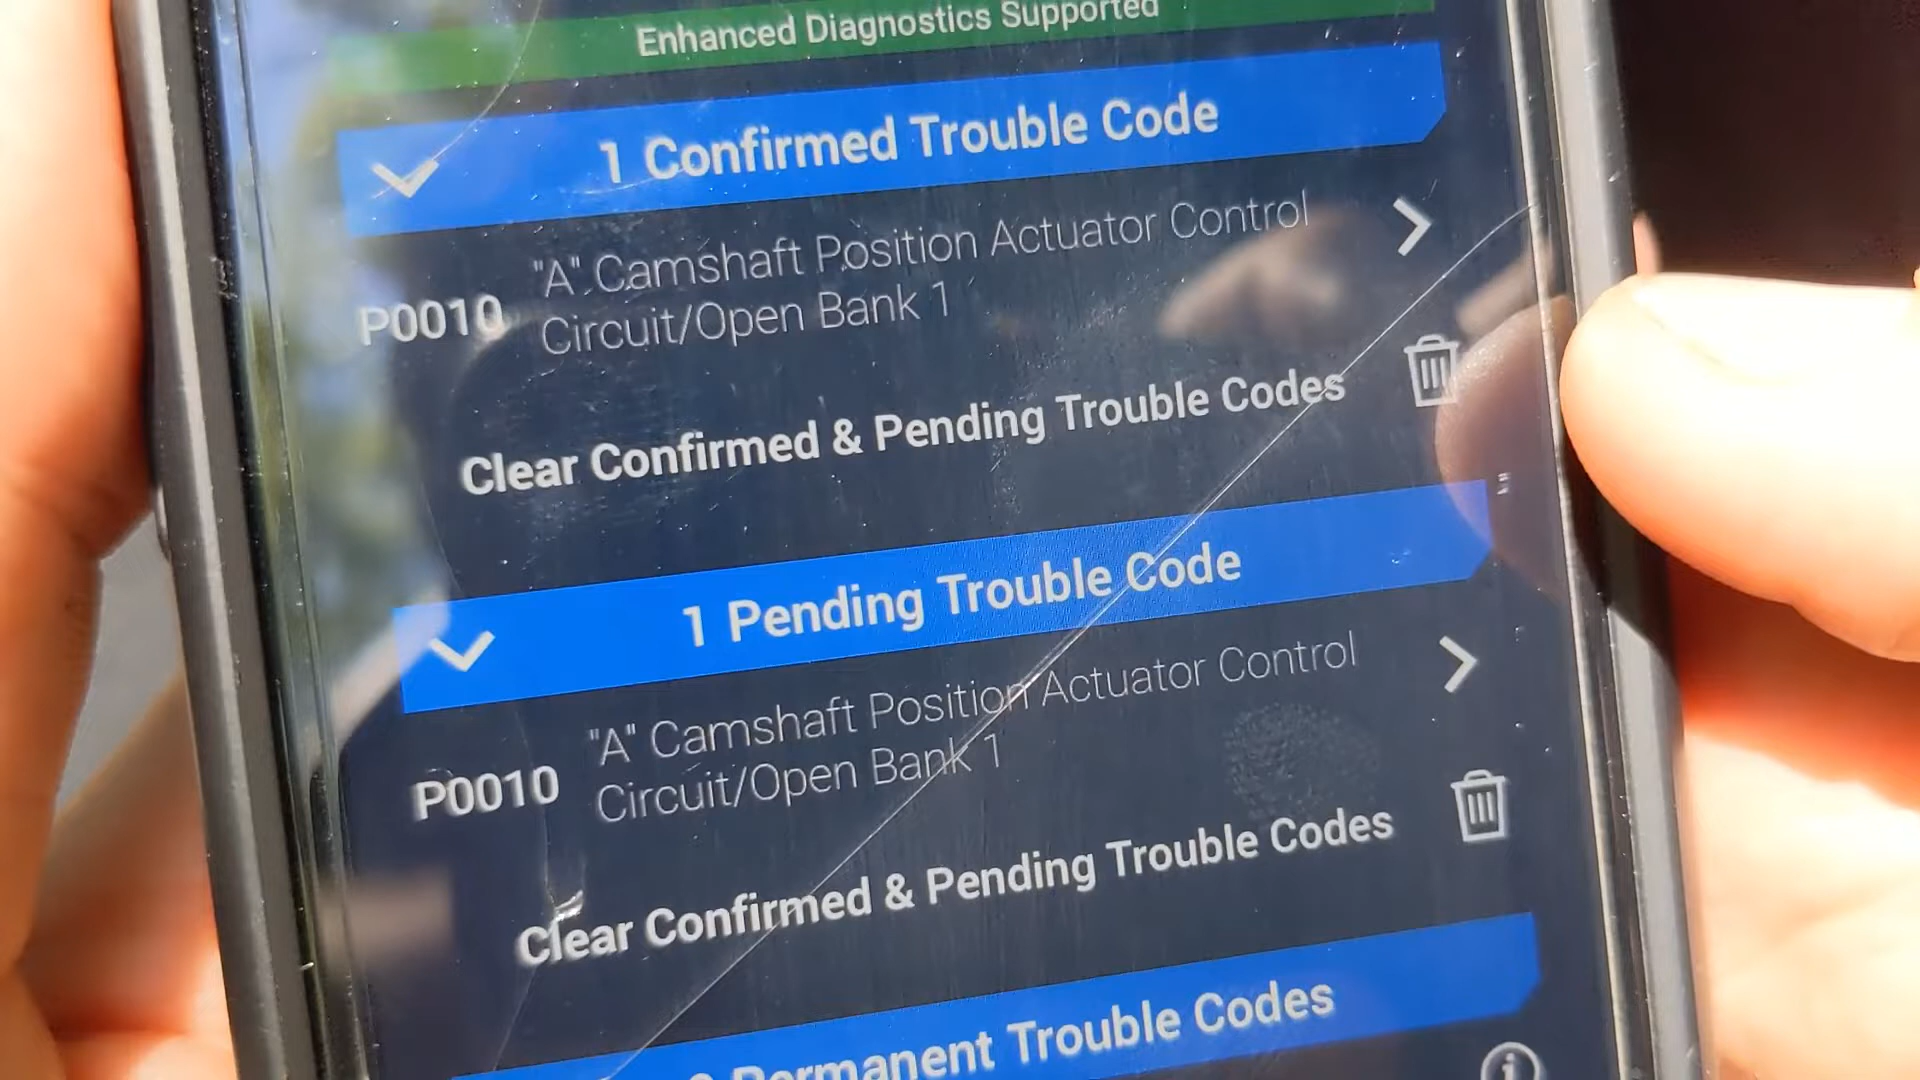 Enhanced Diagnostics Supported
1 Confirmed Trouble Code
P0010
"A" Camshaft Position Actuator Control
Circuit/Open Bank 1
Clear Confirmed & Pending Trouble Codes
1 Pending Trouble Code
P0010
"A" Camshaft Position Actuator Control
Circuit/Open Bank 1
Clear Confirmed & Pending Trouble Codes
Permanent Trouble Codes